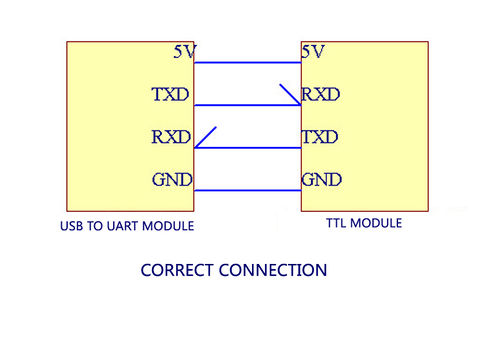 5V 5V
TXD RXD
RXD TXD
GND GND
USB TO UART MODULE TTL MODULE
CORRECT CONNECTION